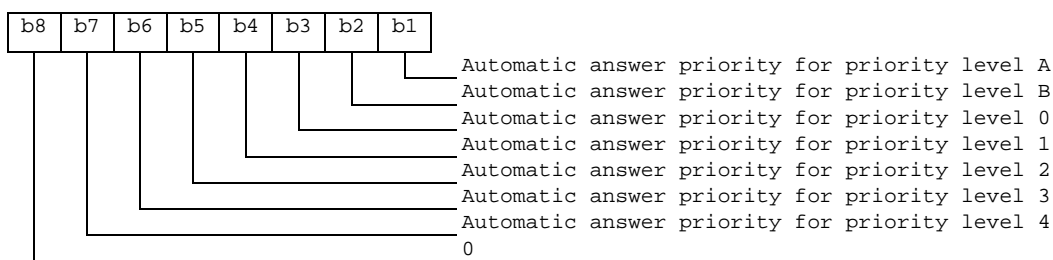 b8 b7 b6 b5 b4 b3 b2 b1
Automatic answer priority for priority level A
Automatic answer priority for priority level B
Automatic answer priority for priority level 0
Automatic answer priority for priority level 1
Automatic answer priority for priority level 2
Automatic answer priority for priority level 3
Automatic answer priority for priority level 4
0